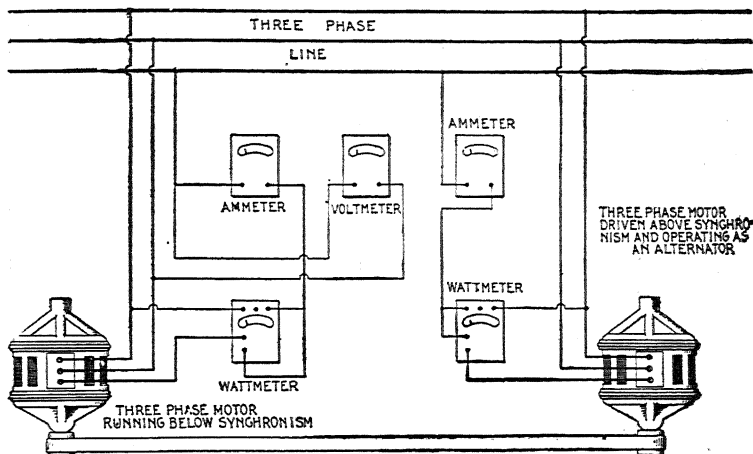 THREE PHASE
LINE
AMMETER
AMMETER
VOLTMETER
THREE PHASE MOTOR
DRIVEN ABOVE SYNCHRO-
NISM AND OPERATING AS
AN ALTERNATOR
WATTMETER
WATTMETER
THREE PHASE MOTOR
RUNNING BELOW SYNCHRONISM